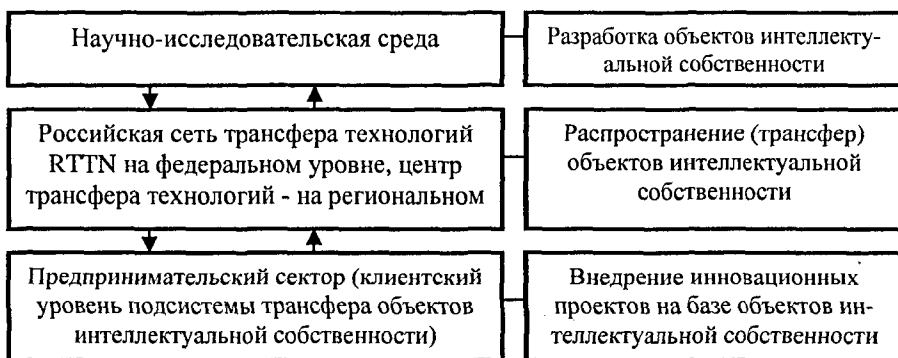 Научно-исследовательская среда
Разработка объектов интеллекту-
альной собственности
Российская сеть трансфера технологий
RTTN на федеральном уровне, центр
трансфера технологий - на региональном
Распространение (трансфер)
объектов интеллектуальной
собственности
Предпринимательский сектор (клиентский
уровень подсистемы трансфера объектов
интеллектуальной собственности)
Внедрение инновационных
проектов на базе объектов ин-
теллектуальной собственности